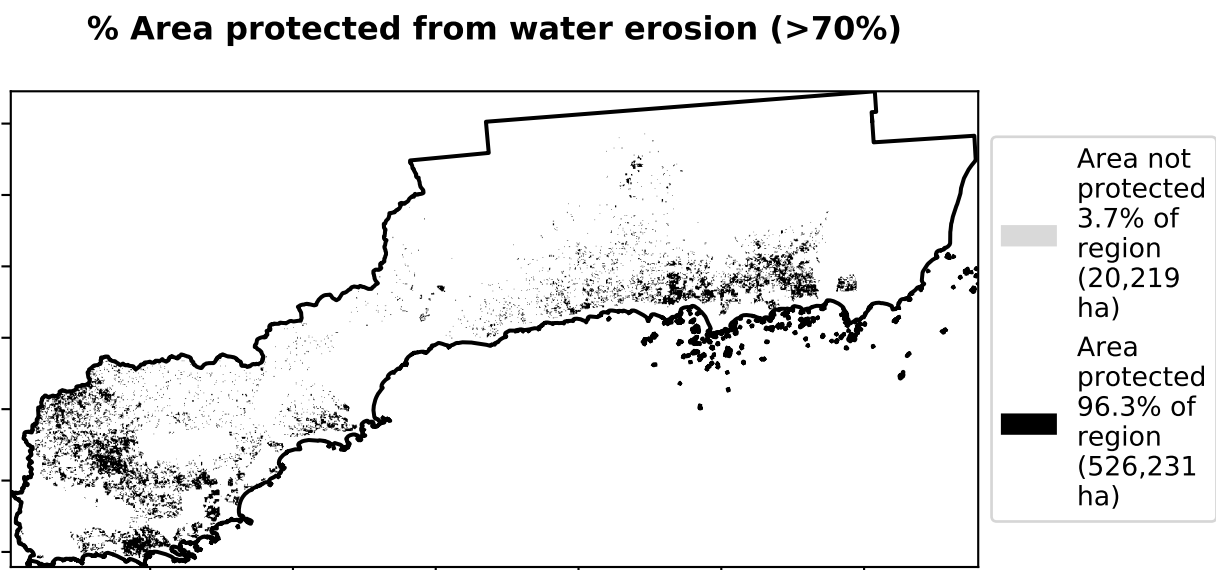 % Area protected from water erosion (>70%)
Area not
protected
3.7% of
region
(20,219
ha)
Area
protected
96.3% of
region
(526,231
ha)